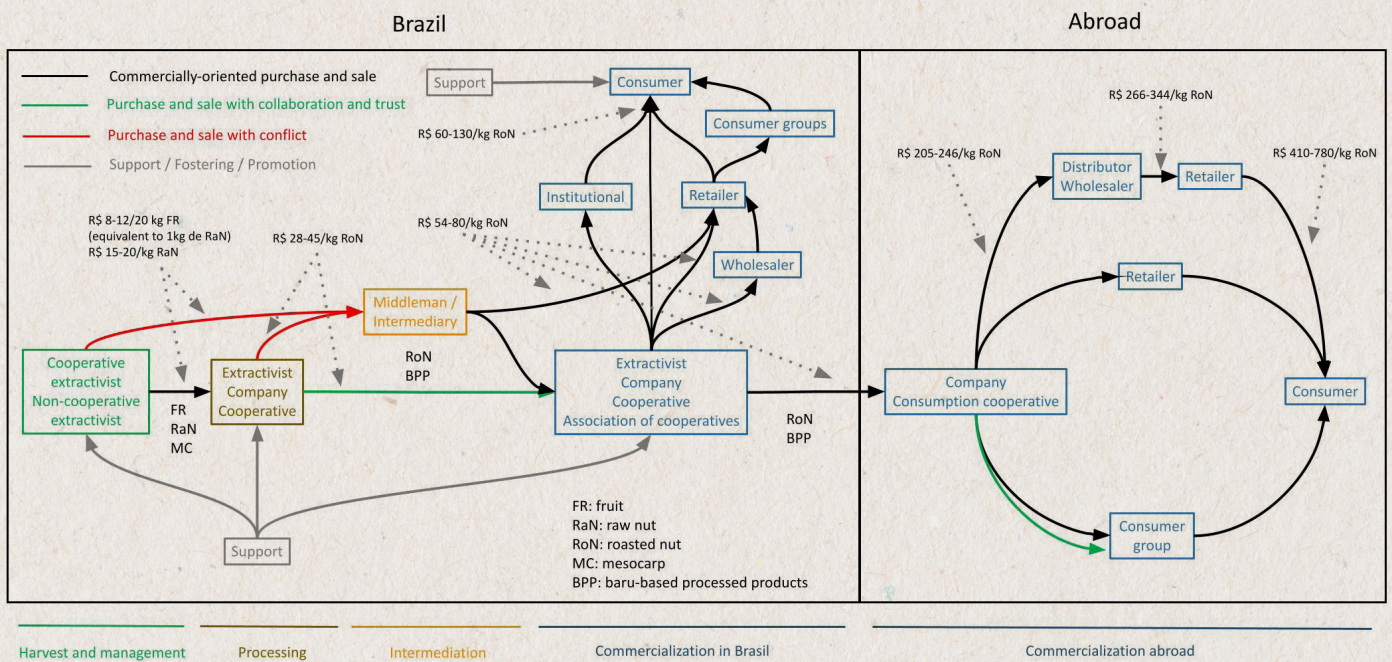 Brazil
Abroad
Commercially-oriented purchase and sale
Purchase and sale with collaboration and trust
Purchase and sale with conflict
Support / Fostering / Promotion
Support
Consumer
R$ 60-130/kg RoN
Consumer groups
Institutional
Retailer
R$ 8-12/20 kg FR
(equivalent to 1kg de RaN)
R$ 15-20/kg RaN
R$ 28-45/kg RoN
R$ 54-80/kg RoN
Wholesaler
Middleman /
Intermediary
Cooperative
extractivist
Non-cooperative
extractivist
FR
RaN
MC
Extractivist
Company
Cooperative
RoN
BPP
Extractivist
Company
Cooperative
Association of cooperatives
RoN
BPP
Support
FR: fruit
RaN: raw nut
RoN: roasted nut
MC: mesocarp
BPP: baru-based processed products
R$ 266-344/kg RoN
R$ 205-246/kg RoN
R$ 410-780/kg RoN
Distributor
Wholesaler
Retailer
Retailer
Company
Consumption cooperative
Consumer
Consumer
group
Harvest and management
Processing
Intermediation
Commercialization in Brasil
Commercialization abroad